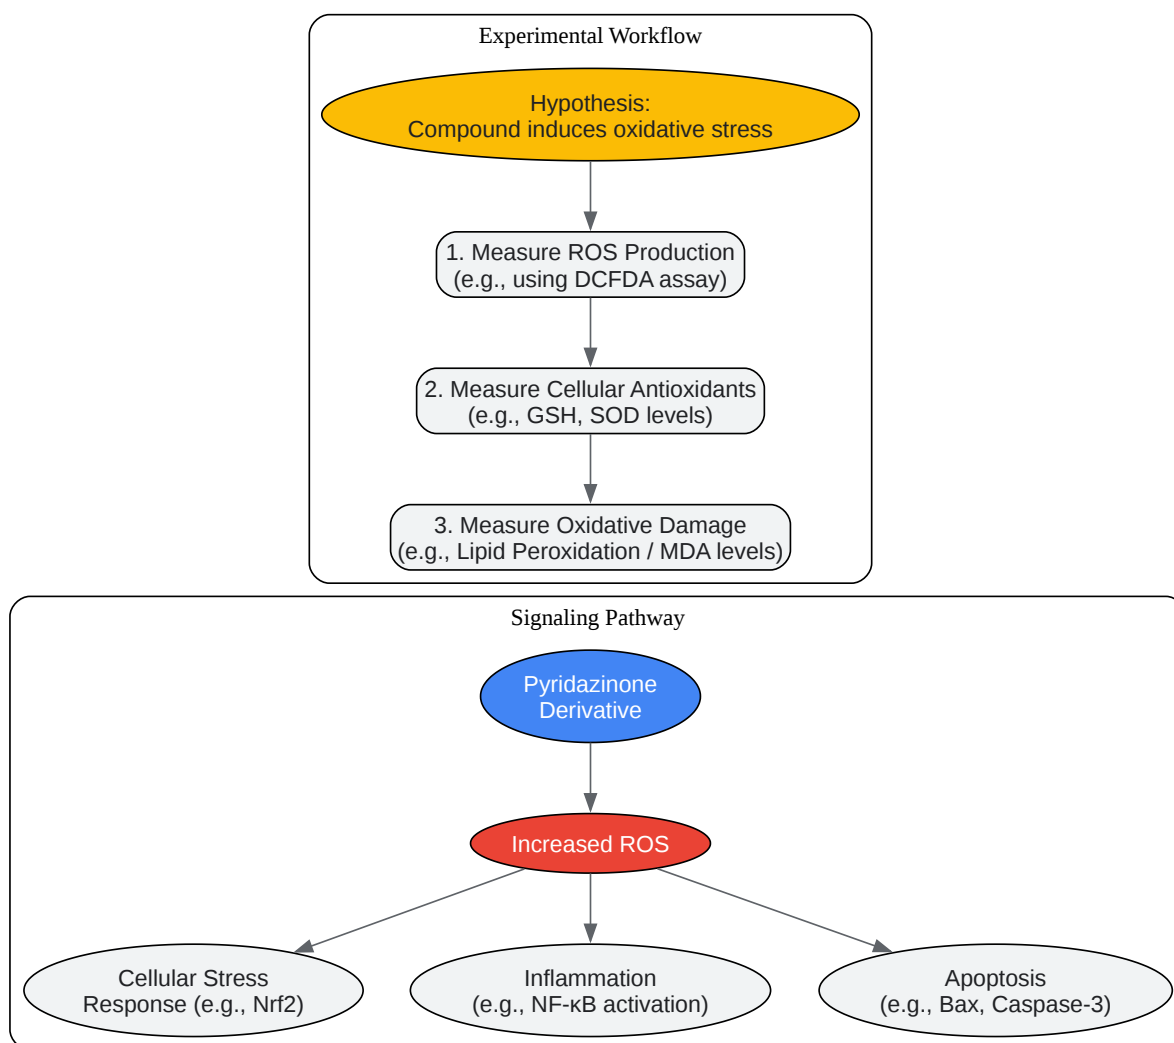 Experimental Workflow
Hypothesis:
Compound induces oxidative stress
1. Measure ROS Production
(e.g., using DCFDA assay)
2. Measure Cellular Antioxidants
(e.g., GSH, SOD levels)
3. Measure Oxidative Damage
(e.g., Lipid Peroxidation / MDA levels)
Signaling Pathway
Pyridazinone
Derivative
Increased ROS
Cellular Stress
Response (e.g., Nrf2)
Inflammation
(e.g., NF-κB activation)
Apoptosis
(e.g., Bax, Caspase-3)